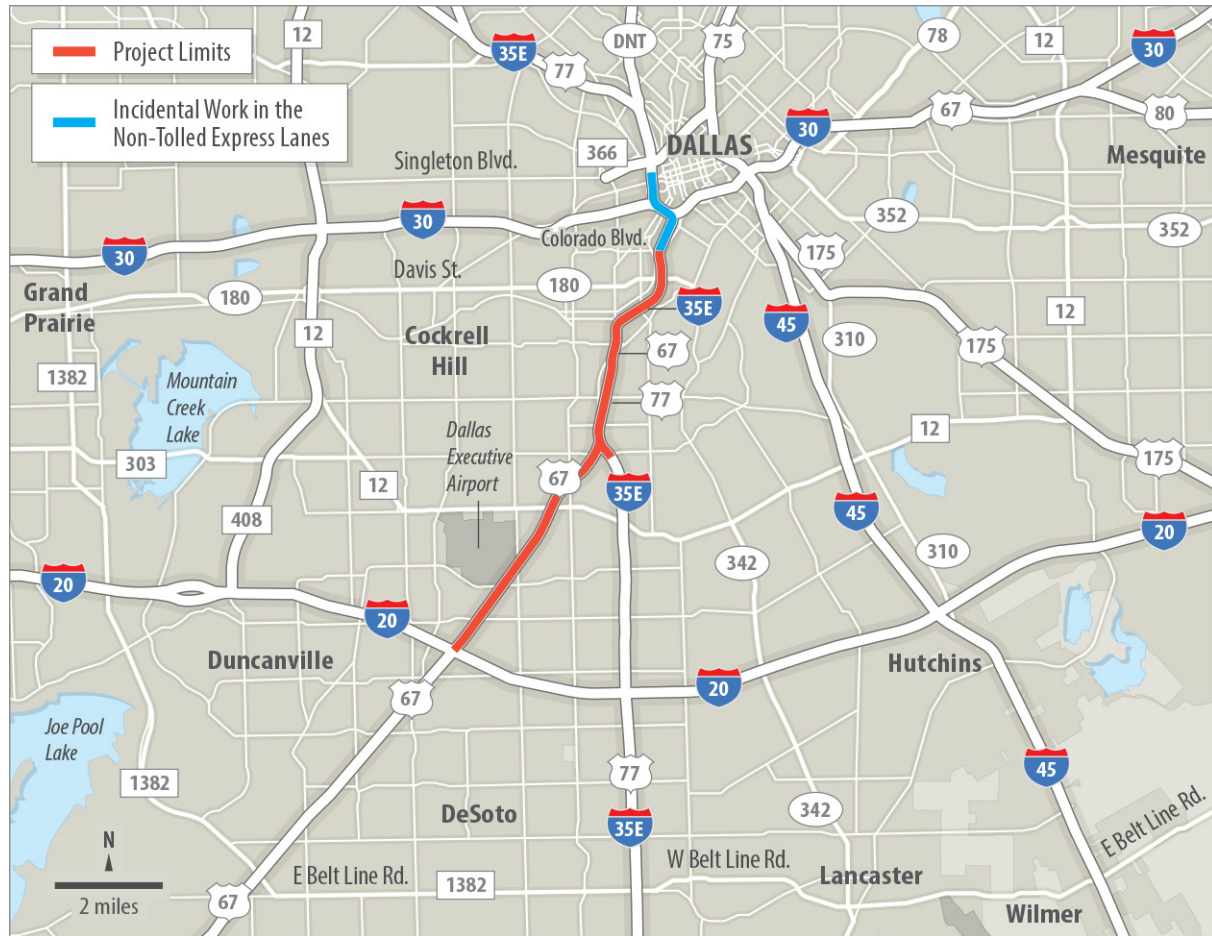 Project Limits
Incidental Work in the
Non-Tolled Express Lanes
12
35E
77
DNT
75
78
12
30
67
80
30
DALLAS
Mesquite
366
Singleton Blvd.
30
352
352
Colorado Blvd.
30
Davis St.
175
Grand
Prairie
180
180
35E
12
Cockrell
Hill
45
310
12
175
67
1382
Mountain
Creek
Lake
77
Dallas
Executive
Airport
12
303
67
175
12
35E
45
408
20
342
310
20
20
Duncanville
Hutchins
67
20
Joe Pool
Lake
77
45
1382
DeSoto
35E
342
E Belt Line Rd.
N
2 miles
E Belt Line Rd.
1382
W Belt Line Rd.
Lancaster
67
Wilmer